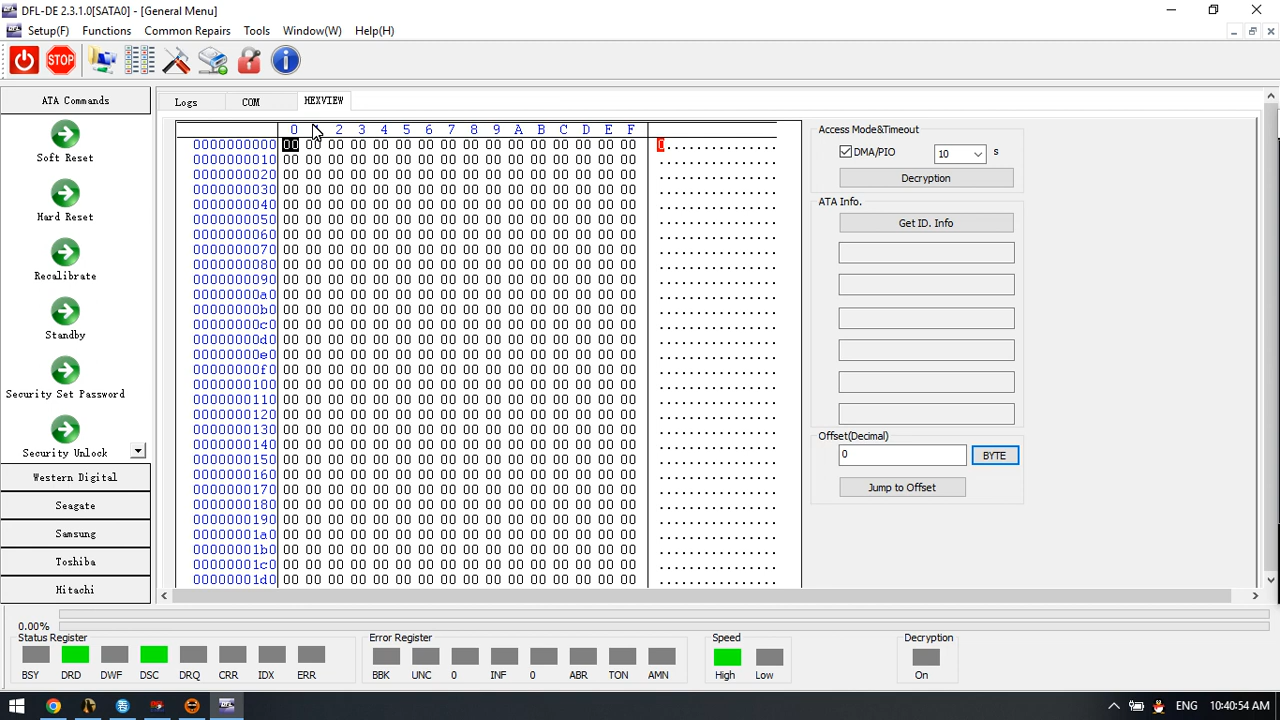 DFL-DE 2.3.1.0[SATA0] - [General Menu]
Setup(F) Functions Common Repairs Tools Window(W) Help(H)
STOP
ATA Commands
Soft Reset
Hard Reset
Recalibrate
Standby
Security Set Password
Security Unlock
Western Digital
Seagate
Samsung
Toshiba
Hitachi
Logs COM HEXVIEW
0 2 3 4 5 6 7 8 9 A B C D E F
0000000000 00 00 00 00 00 00 00 00 00 00 00 00 00 00 00 00 0...............
0000000010 00 00 00 00 00 00 00 00 00 00 00 00 00 00 00 00 ................
0000000020 00 00 00 00 00 00 00 00 00 00 00 00 00 00 00 00 ................
0000000030 00 00 00 00 00 00 00 00 00 00 00 00 00 00 00 00 ................
0000000040 00 00 00 00 00 00 00 00 00 00 00 00 00 00 00 00 ................
0000000050 00 00 00 00 00 00 00 00 00 00 00 00 00 00 00 00 ................
0000000060 00 00 00 00 00 00 00 00 00 00 00 00 00 00 00 00 ................
0000000070 00 00 00 00 00 00 00 00 00 00 00 00 00 00 00 00 ................
0000000080 00 00 00 00 00 00 00 00 00 00 00 00 00 00 00 00 ................
0000000090 00 00 00 00 00 00 00 00 00 00 00 00 00 00 00 00 ................
00000000a0 00 00 00 00 00 00 00 00 00 00 00 00 00 00 00 00 ................
00000000b0 00 00 00 00 00 00 00 00 00 00 00 00 00 00 00 00 ................
00000000c0 00 00 00 00 00 00 00 00 00 00 00 00 00 00 00 00 ................
00000000d0 00 00 00 00 00 00 00 00 00 00 00 00 00 00 00 00 ................
00000000e0 00 00 00 00 00 00 00 00 00 00 00 00 00 00 00 00 ................
00000000f0 00 00 00 00 00 00 00 00 00 00 00 00 00 00 00 00 ................
0000000100 00 00 00 00 00 00 00 00 00 00 00 00 00 00 00 00 ................
0000000110 00 00 00 00 00 00 00 00 00 00 00 00 00 00 00 00 ................
0000000120 00 00 00 00 00 00 00 00 00 00 00 00 00 00 00 00 ................
0000000130 00 00 00 00 00 00 00 00 00 00 00 00 00 00 00 00 ................
0000000140 00 00 00 00 00 00 00 00 00 00 00 00 00 00 00 00 ................
0000000150 00 00 00 00 00 00 00 00 00 00 00 00 00 00 00 00 ................
0000000160 00 00 00 00 00 00 00 00 00 00 00 00 00 00 00 00 ................
0000000170 00 00 00 00 00 00 00 00 00 00 00 00 00 00 00 00 ................
0000000180 00 00 00 00 00 00 00 00 00 00 00 00 00 00 00 00 ................
0000000190 00 00 00 00 00 00 00 00 00 00 00 00 00 00 00 00 ................
00000001a0 00 00 00 00 00 00 00 00 00 00 00 00 00 00 00 00 ................
00000001b0 00 00 00 00 00 00 00 00 00 00 00 00 00 00 00 00 ................
00000001c0 00 00 00 00 00 00 00 00 00 00 00 00 00 00 00 00 ................
00000001d0 00 00 00 00 00 00 00 00 00 00 00 00 00 00 00 00 ................
Access Mode&Timeout
DMA/PIO 10 s
Decryption
ATA Info.
Get ID. Info
Offset(Decimal)
0 BYTE
Jump to Offset
0.00%
Status Register Error Register Speed Decryption
BSY DRD DWF DSC DRQ CRR IDX ERR BBK UNC 0 INF 0 ABR TON AMN High Low On
ENG 10:40:54 AM